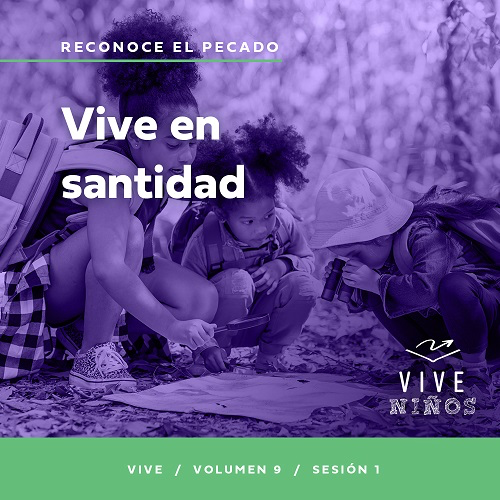 RECONOCE EL PECADO
Vive en
santidad
VIVE
NIÑOS
VIVE / VOLUMEN 9 / SESIÓN 1